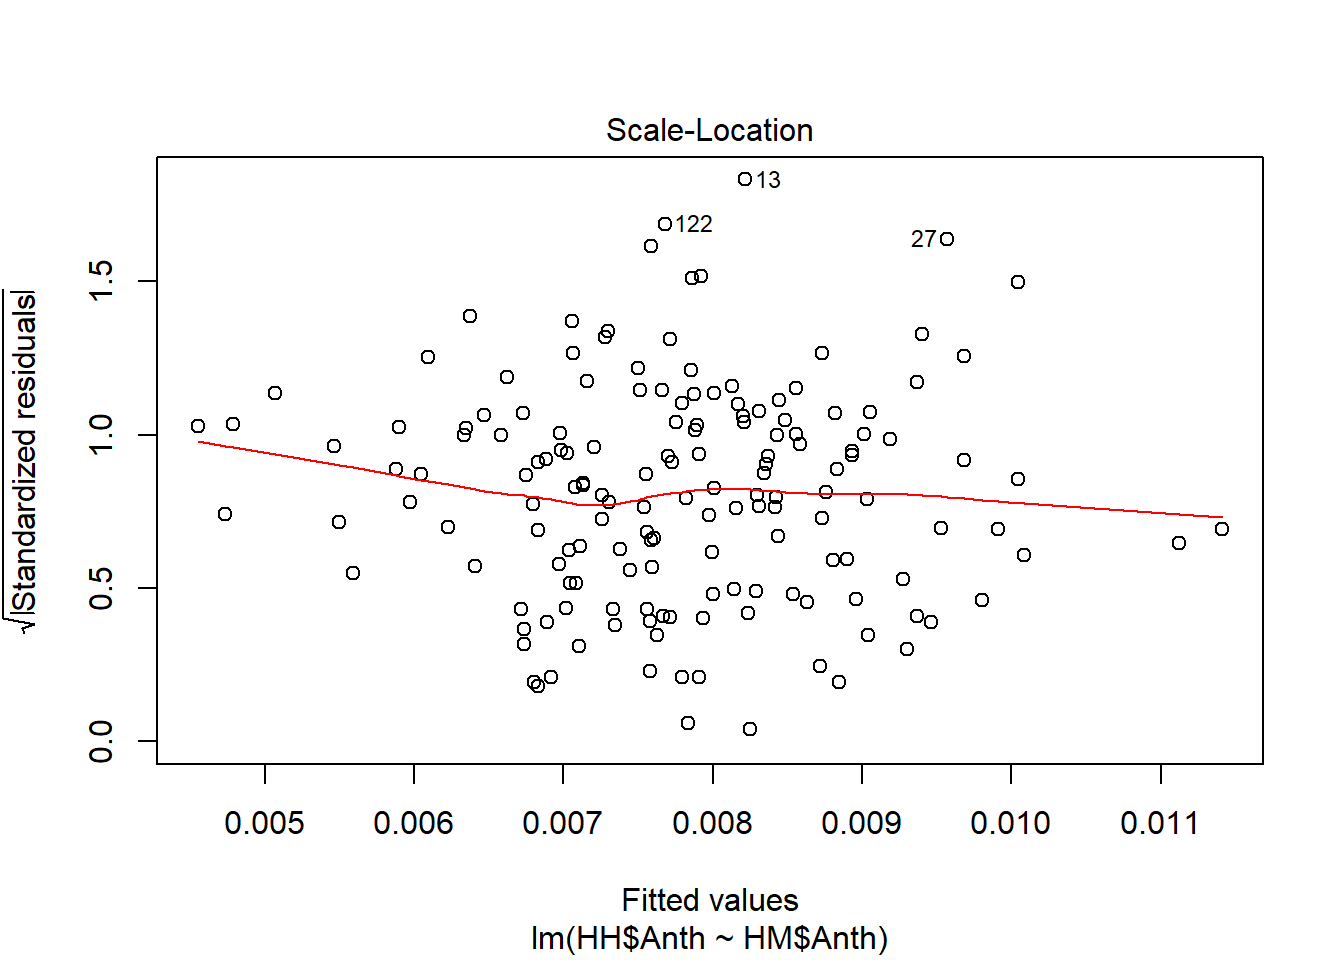 Scale-Location
13
122
27
√|Standardized residuals|
1.5
1.0
0.5
0.0
0.005 0.006 0.007 0.008 0.009 0.010 0.011
Fitted values
lm(HH$Anth ~ HM$Anth)